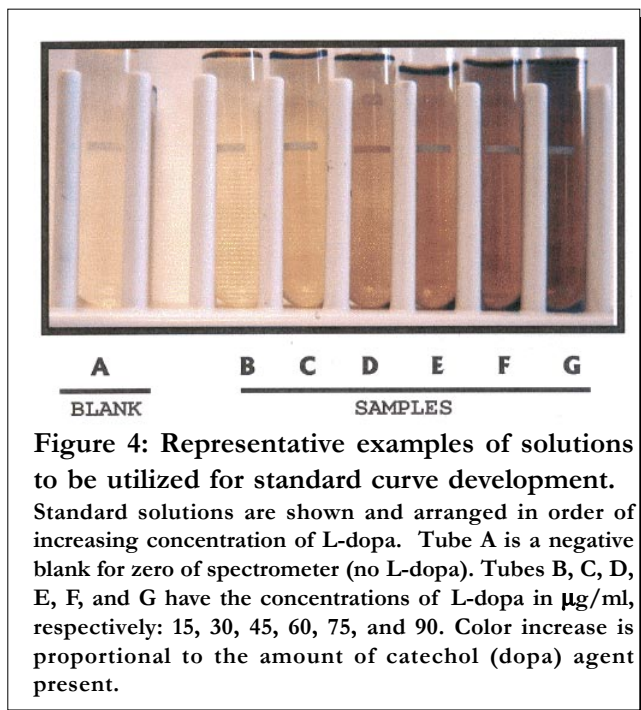 A B C D E F G
BLANK SAMPLES
Figure 4: Representative examples of solutions
to be utilized for standard curve development.
Standard solutions are shown and arranged in order of
increasing concentration of L-dopa. Tube A is a negative
blank for zero of spectrometer (no L-dopa). Tubes B, C, D,
E, F, and G have the concentrations of L-dopa in µg/ml,
respectively: 15, 30, 45, 60, 75, and 90. Color increase is
proportional to the amount of catechol (dopa) agent
present.